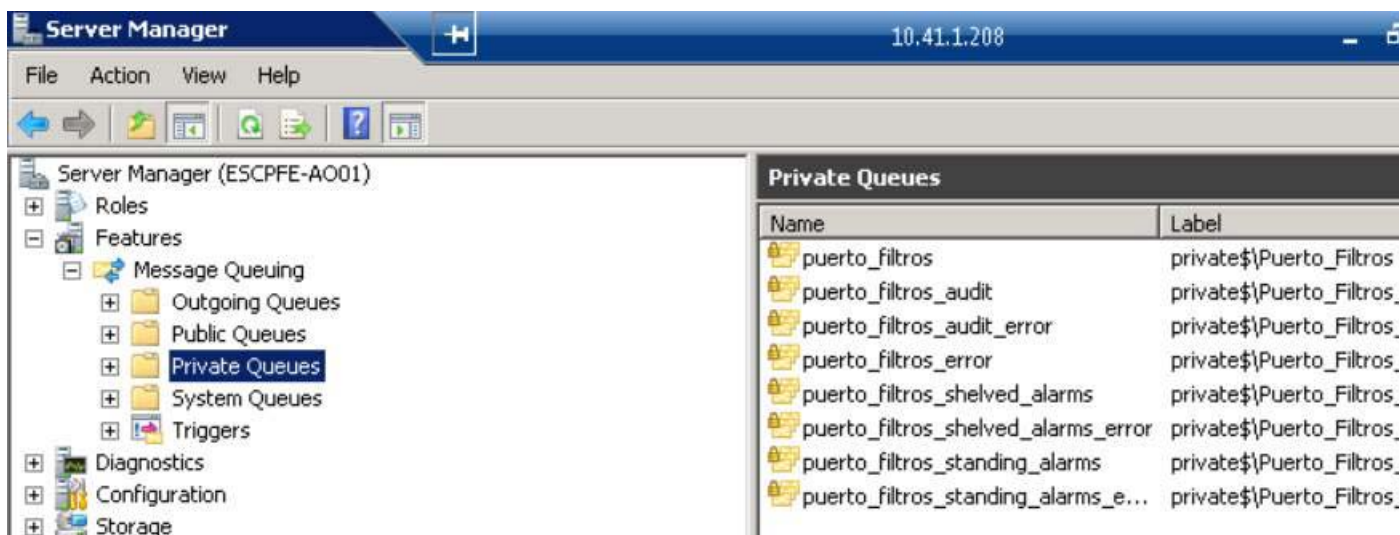 Server Manager
10.41.1.208
File Action View Help
Server Manager (ESCPFE-AO01)
Roles
Features
Message Queuing
Outgoing Queues
Public Queues
Private Queues
System Queues
Triggers
Diagnostics
Configuration
Storage
Private Queues
Name Label
puerto_filtros private$\Puerto_Filtros
puerto_filtros_audit private$\Puerto_Filtros_
puerto_filtros_audit_error private$\Puerto_Filtros_
puerto_filtros_error private$\Puerto_Filtros_
puerto_filtros_shelved_alarms private$\Puerto_Filtros_
puerto_filtros_shelved_alarms_error private$\Puerto_Filtros_
puerto_filtros_standing_alarms private$\Puerto_Filtros_
puerto_filtros_standing_alarms_e... private$\Puerto_Filtros_